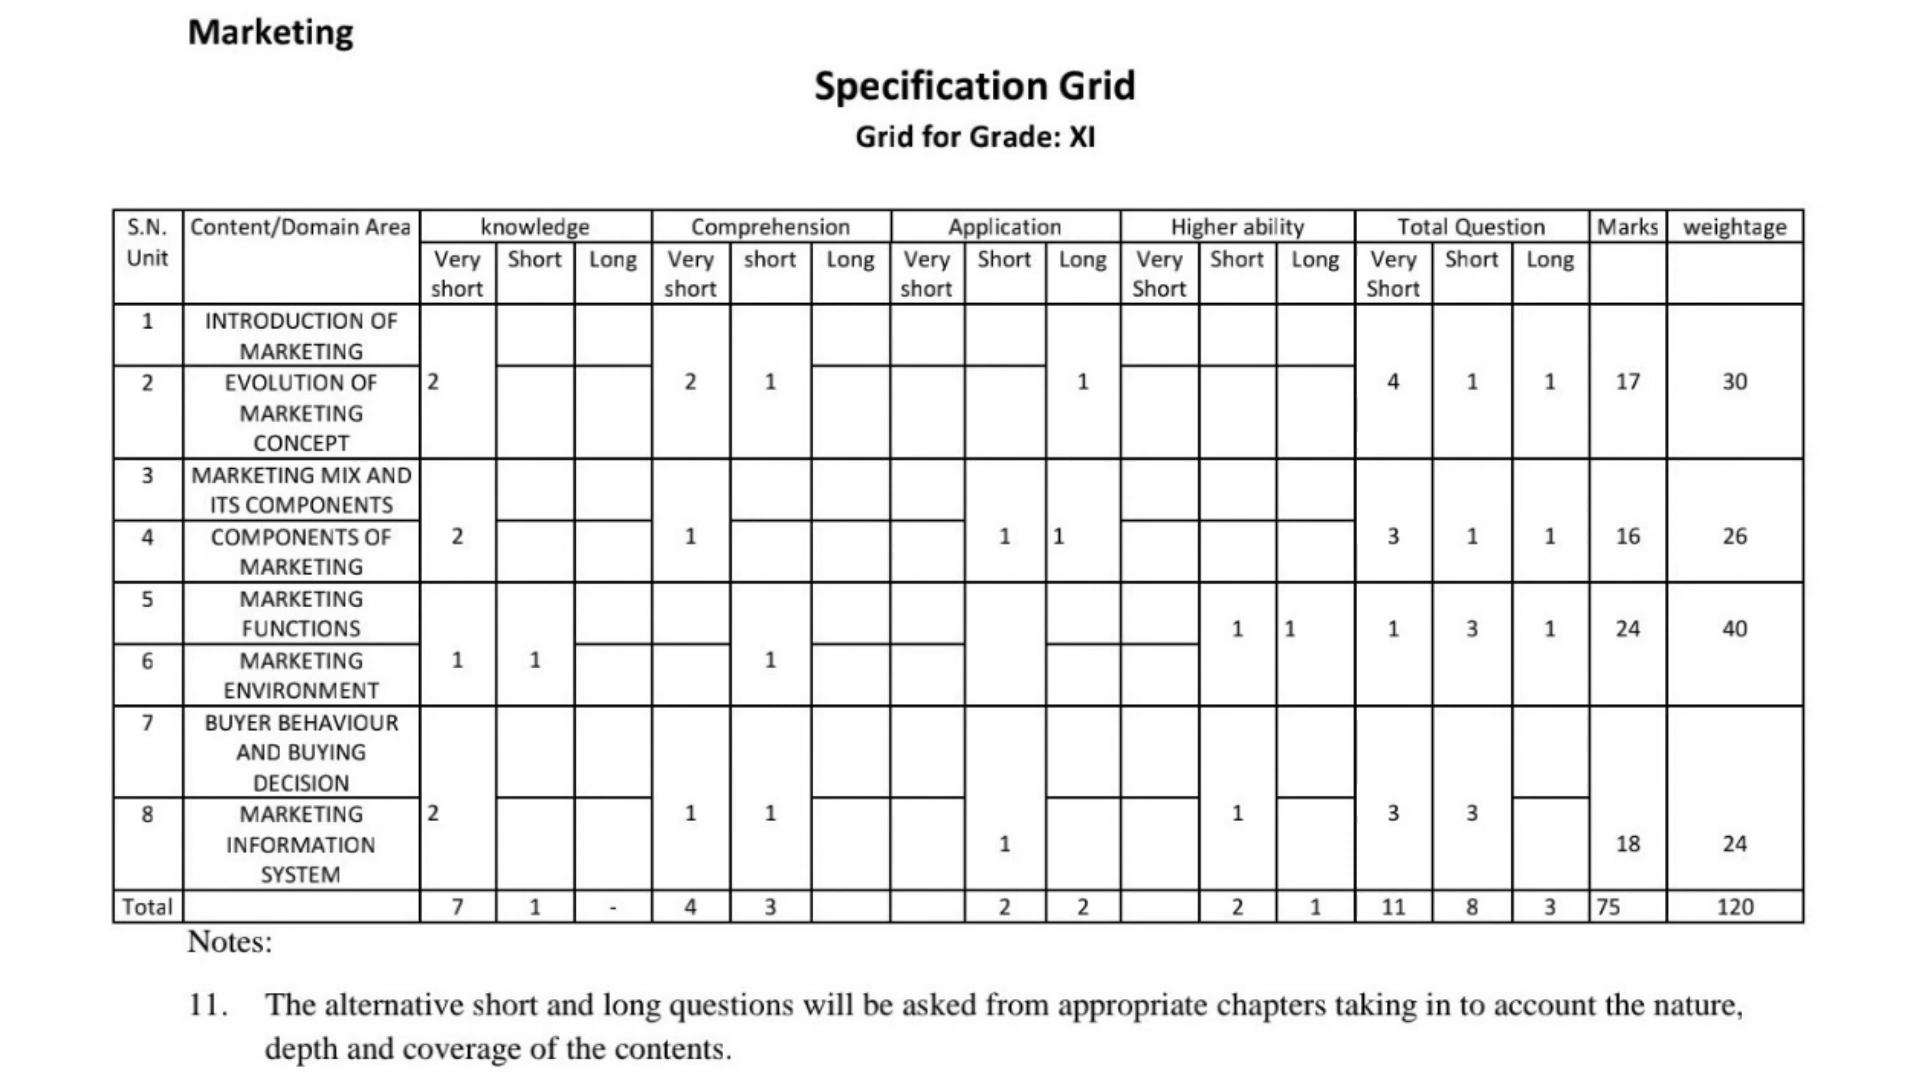 Marketing
Specification Grid
Grid for Grade: XI
S.N. Content/Domain Area knowledge Comprehension Application Higher ability Total Question Marks weightage
Unit Very Short Long Very short Long Very Short Long Very Short Long Very Short Long
short short short Short Short
1 INTRODUCTION OF
MARKETING
2 EVOLUTION OF 2 2 1 1 4 1 1 17 30
MARKETING
CONCEPT
3 MARKETING MIX AND
ITS COMPONENTS
4 COMPONENTS OF 2 1 1 1 3 1 1 16 26
MARKETING
5 MARKETING
FUNCTIONS 1 1 1 3 1 24 40
6 MARKETING 1 1 1
ENVIRONMENT
7 BUYER BEHAVIOUR
AND BUYING
DECISION
8 MARKETING 2 1 1 1 3 3
INFORMATION 1 18 24
SYSTEM
Total 7 1 - 4 3 2 2 2 1 11 8 3 75 120
Notes:
11. The alternative short and long questions will be asked from appropriate chapters taking in to account the nature,
depth and coverage of the contents.